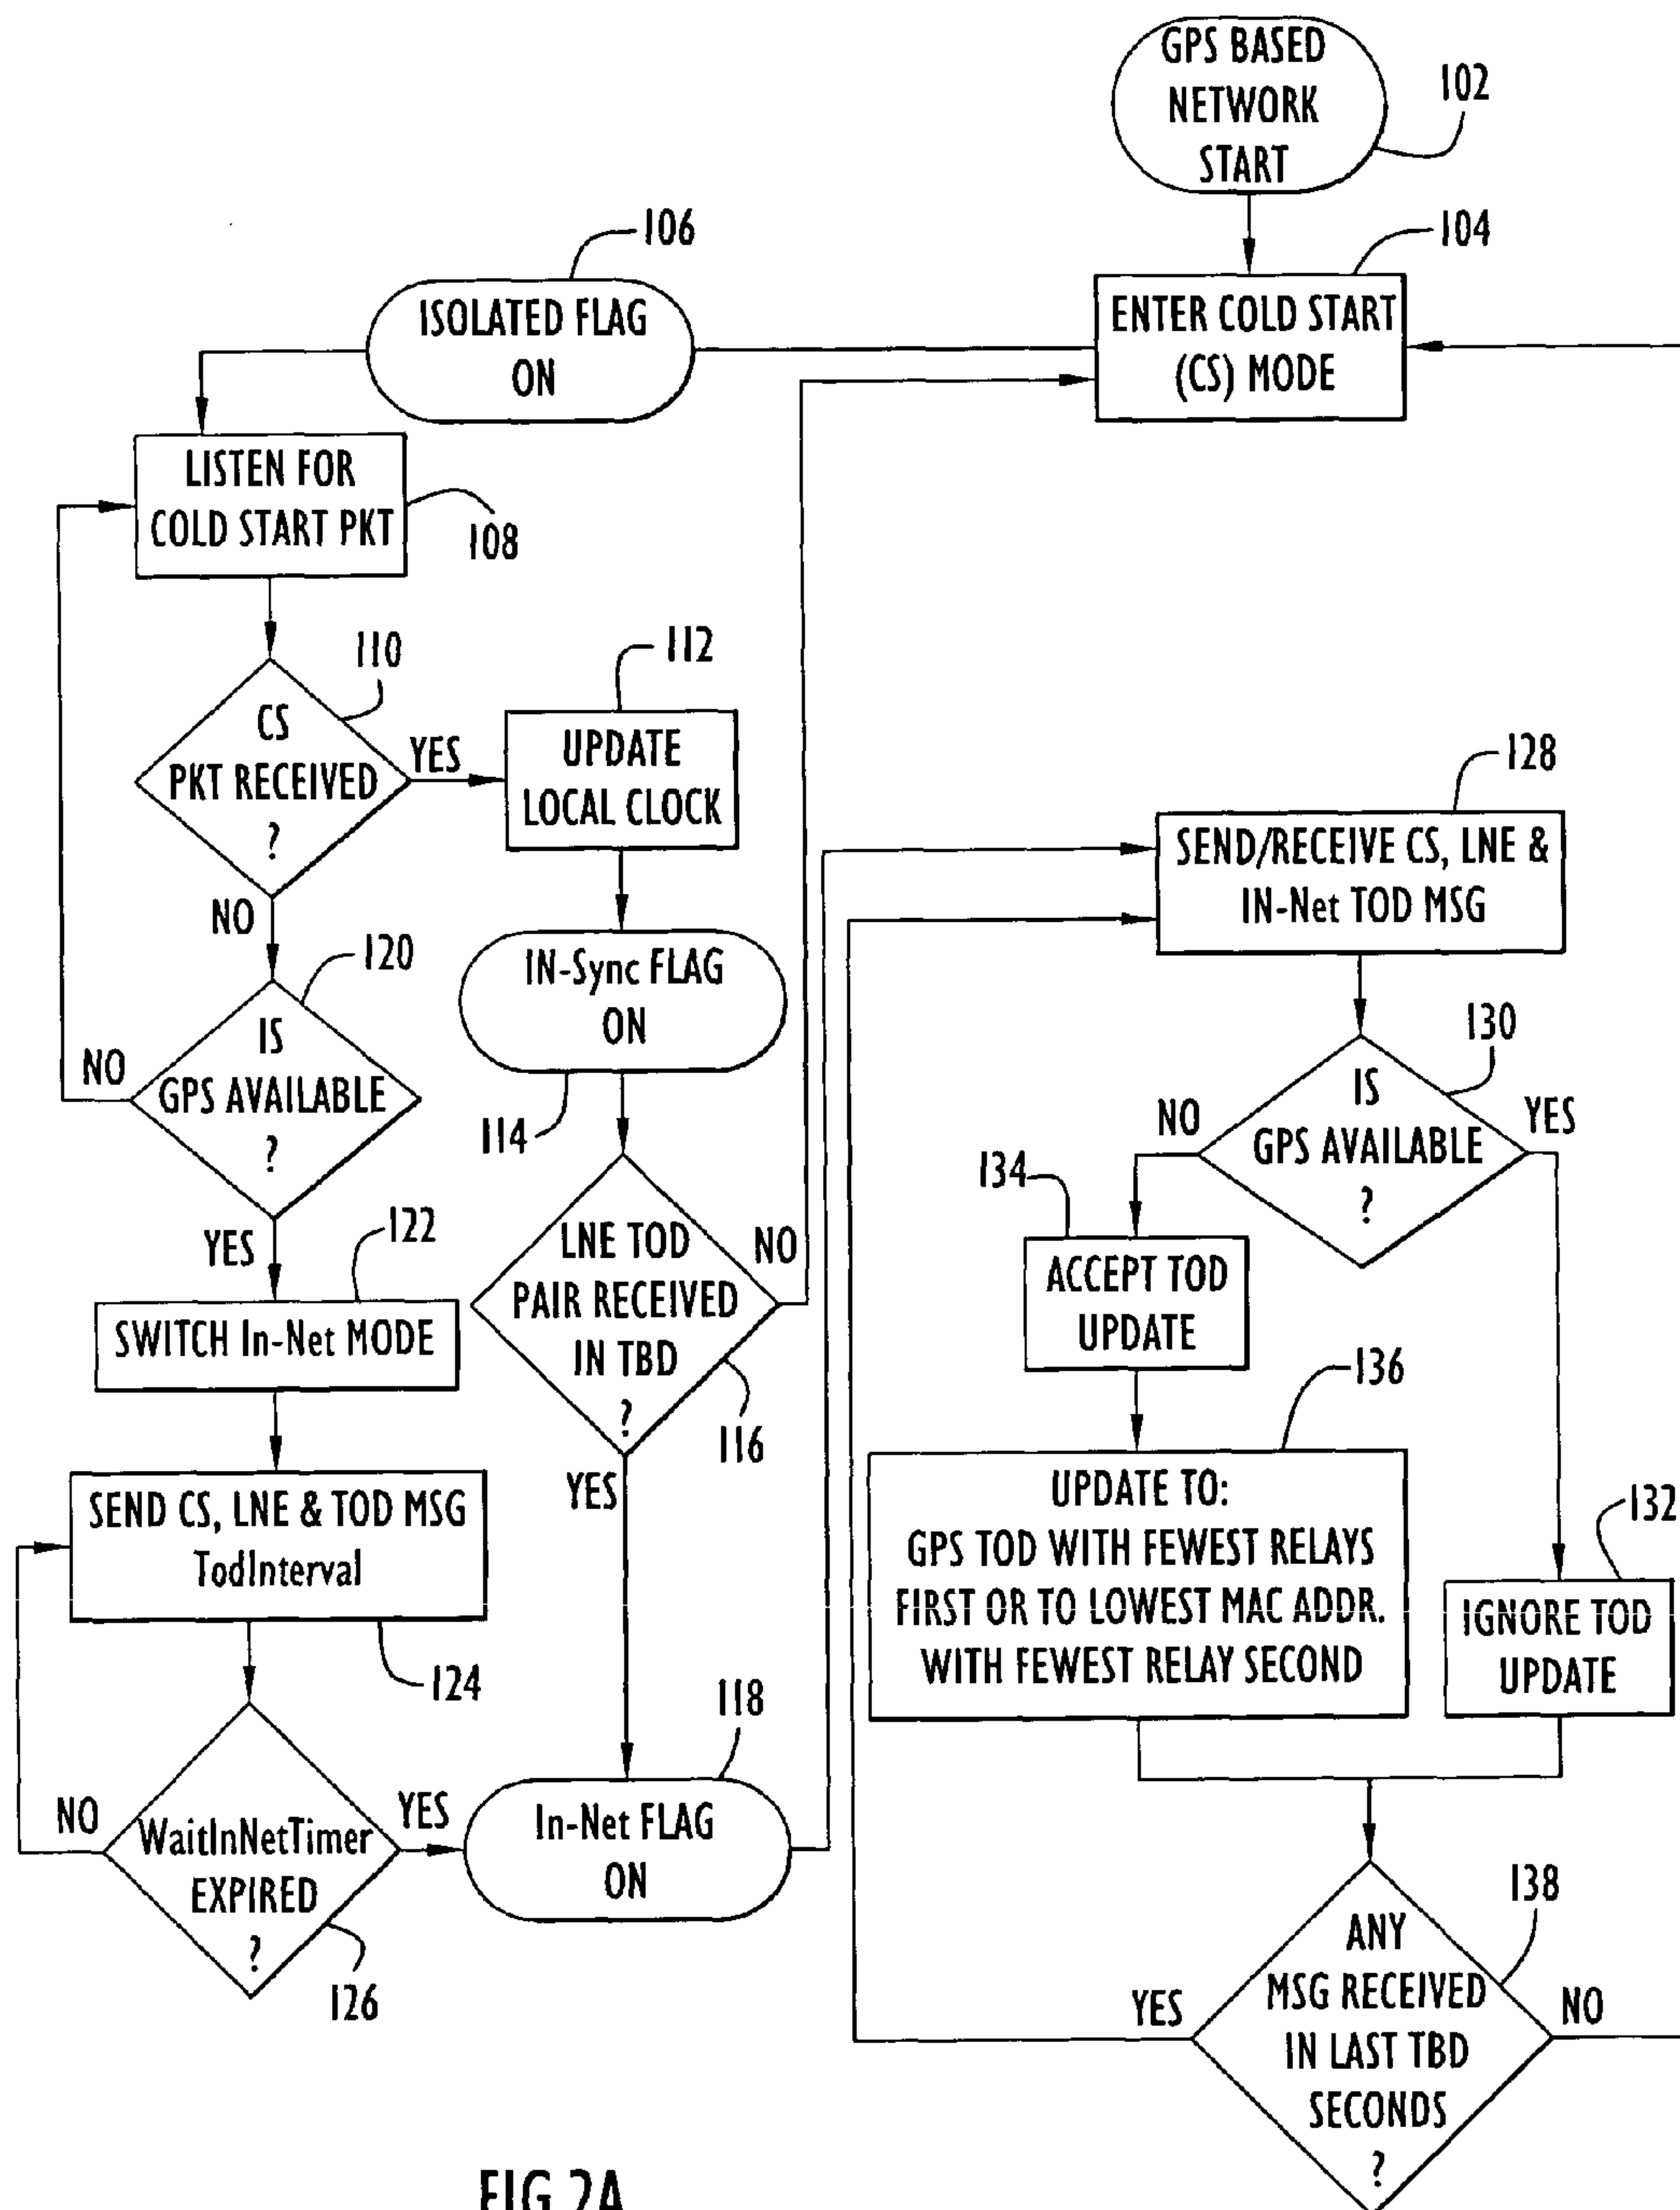 GPS BASED
NETWORK
START
102
104
ENTER COLD START
(CS) MODE
106
ISOLATED FLAG
ON
LISTEN FOR
COLD START PKT
108
110
CS
PKT RECEIVED
?
YES
NO
112
UPDATE
LOCAL CLOCK
IN-Sync FLAG
ON
114
LNE TOD
PAIR RECEIVED
IN TBD
?
NO
116
YES
120
IS
GPS AVAILABLE
?
NO
YES
122
SWITCH In-Net MODE
SEND CS, LNE & TOD MSG
TodInterval
124
WaitInNetTimer
EXPIRED
?
NO
YES
126
118
In-Net FLAG
ON
128
SEND/RECEIVE CS, LNE &
IN-Net TOD MSG
130
IS
GPS AVAILABLE
?
NO
YES
134
ACCEPT TOD
UPDATE
136
UPDATE TO:
GPS TOD WITH FEWEST RELAYS
FIRST OR TO LOWEST MAC ADDR.
WITH FEWEST RELAY SECOND
132
IGNORE TOD
UPDATE
138
ANY
MSG RECEIVED
IN LAST TBD
SECONDS
?
YES
NO
FIG.2A